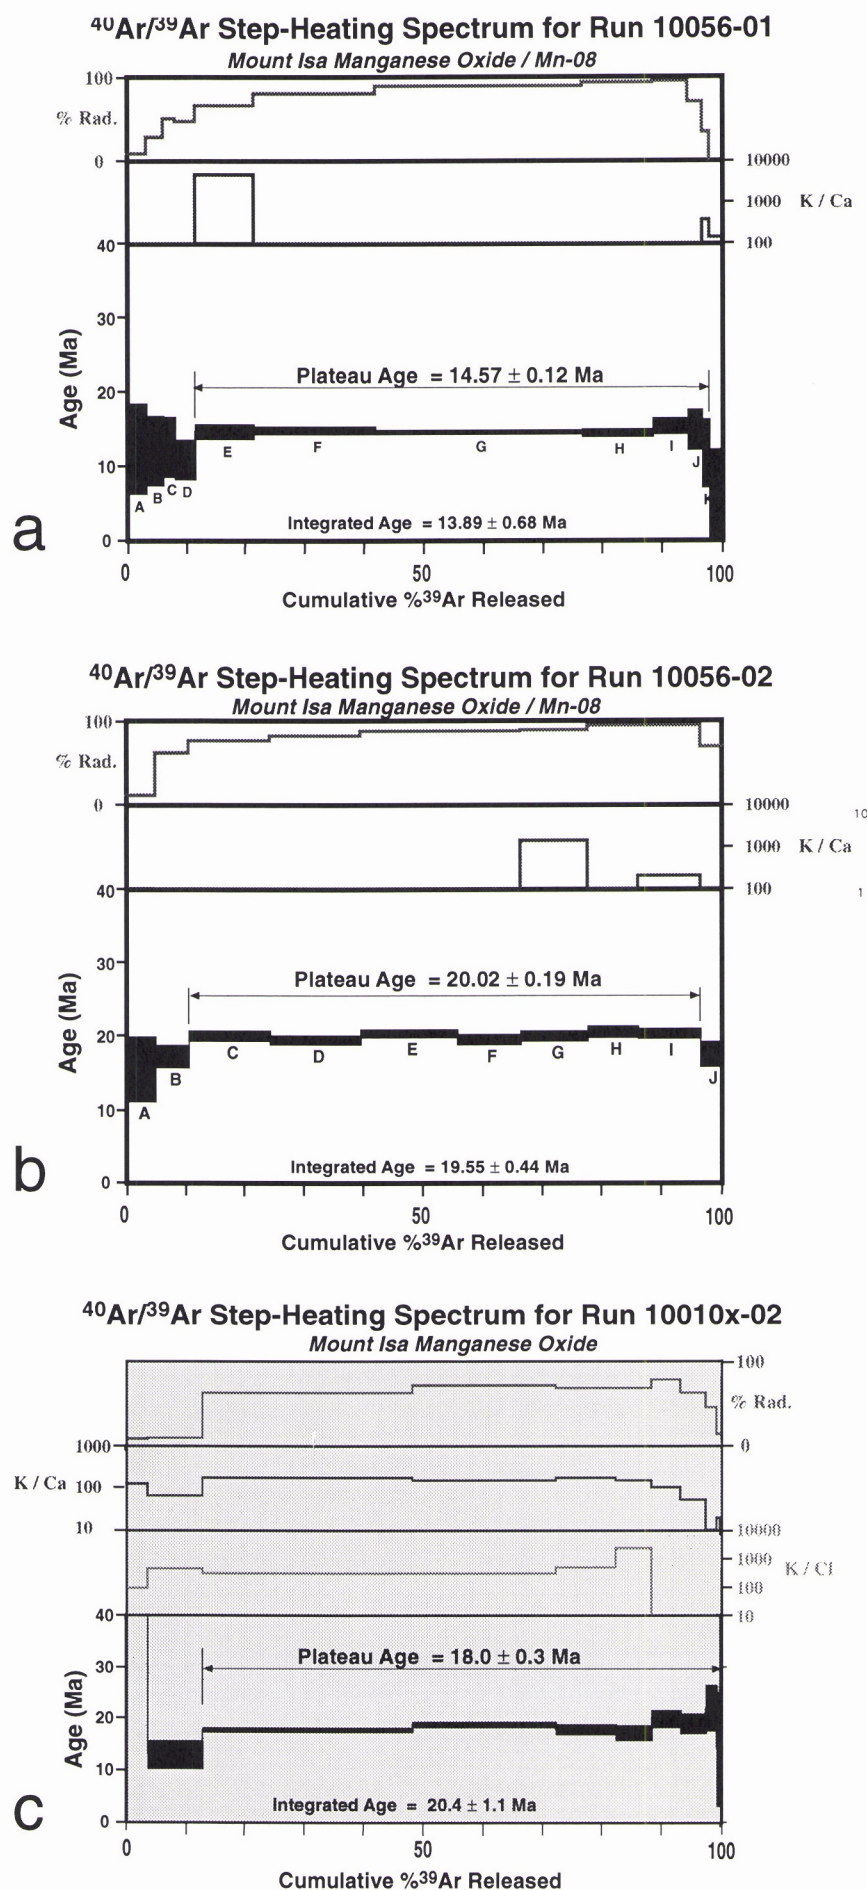 40Ar/39Ar Step-Heating Spectrum for Run 10056-01
Mount Isa Manganese Oxide / Mn-08
100
% Rad.
0
10000
1000 K / Ca
100
40
30
20
10
0
Age (Ma)
Plateau Age = 14.57 ± 0.12 Ma
A B C D E F G H I J K
Integrated Age = 13.89 ± 0.68 Ma
a
0 50 100
Cumulative %39Ar Released
40Ar/39Ar Step-Heating Spectrum for Run 10056-02
Mount Isa Manganese Oxide / Mn-08
100
% Rad.
0
10000
10
1000 K / Ca
100
1
40
30
20
10
0
Age (Ma)
Plateau Age = 20.02 ± 0.19 Ma
A B C D E F G H I J
Integrated Age = 19.55 ± 0.44 Ma
b
0 50 100
Cumulative %39Ar Released
40Ar/39Ar Step-Heating Spectrum for Run 10010x-02
Mount Isa Manganese Oxide
100
% Rad.
0
1000
K / Ca 100
10
10000
1000 K / Cl
100
10
40
30
20
10
0
Age (Ma)
Plateau Age = 18.0 ± 0.3 Ma
Integrated Age = 20.4 ± 1.1 Ma
c
0 50 100
Cumulative %39Ar Released